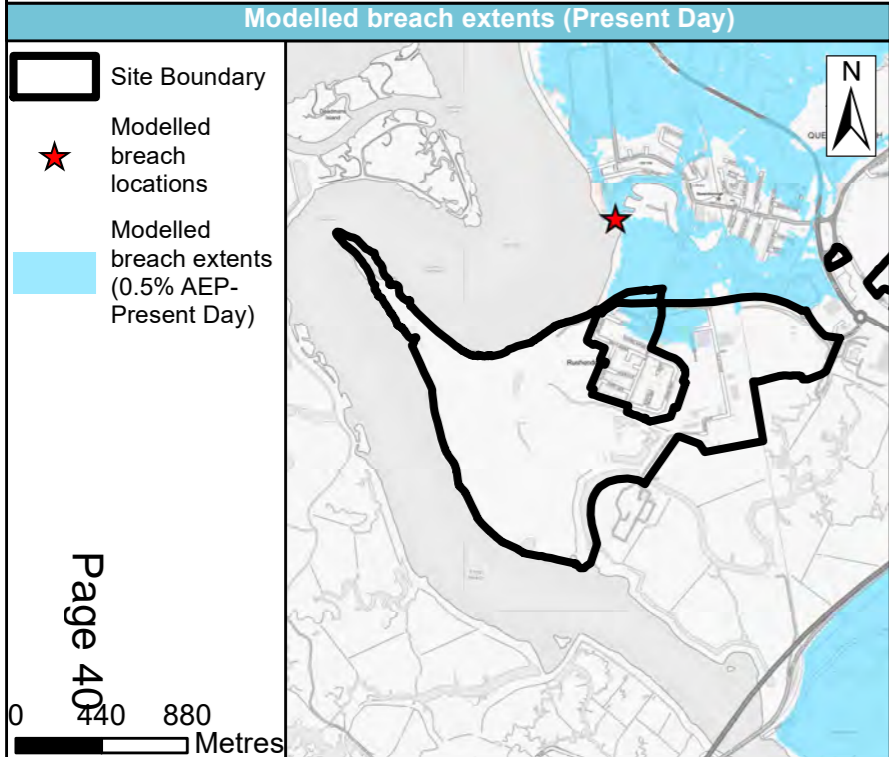 Modelled breach extents (Present Day)
Site Boundary
Modelled
breach
locations
Modelled
breach extents
(0.5% AEP-
Present Day)
Page 40
0 440 880
Metres
N